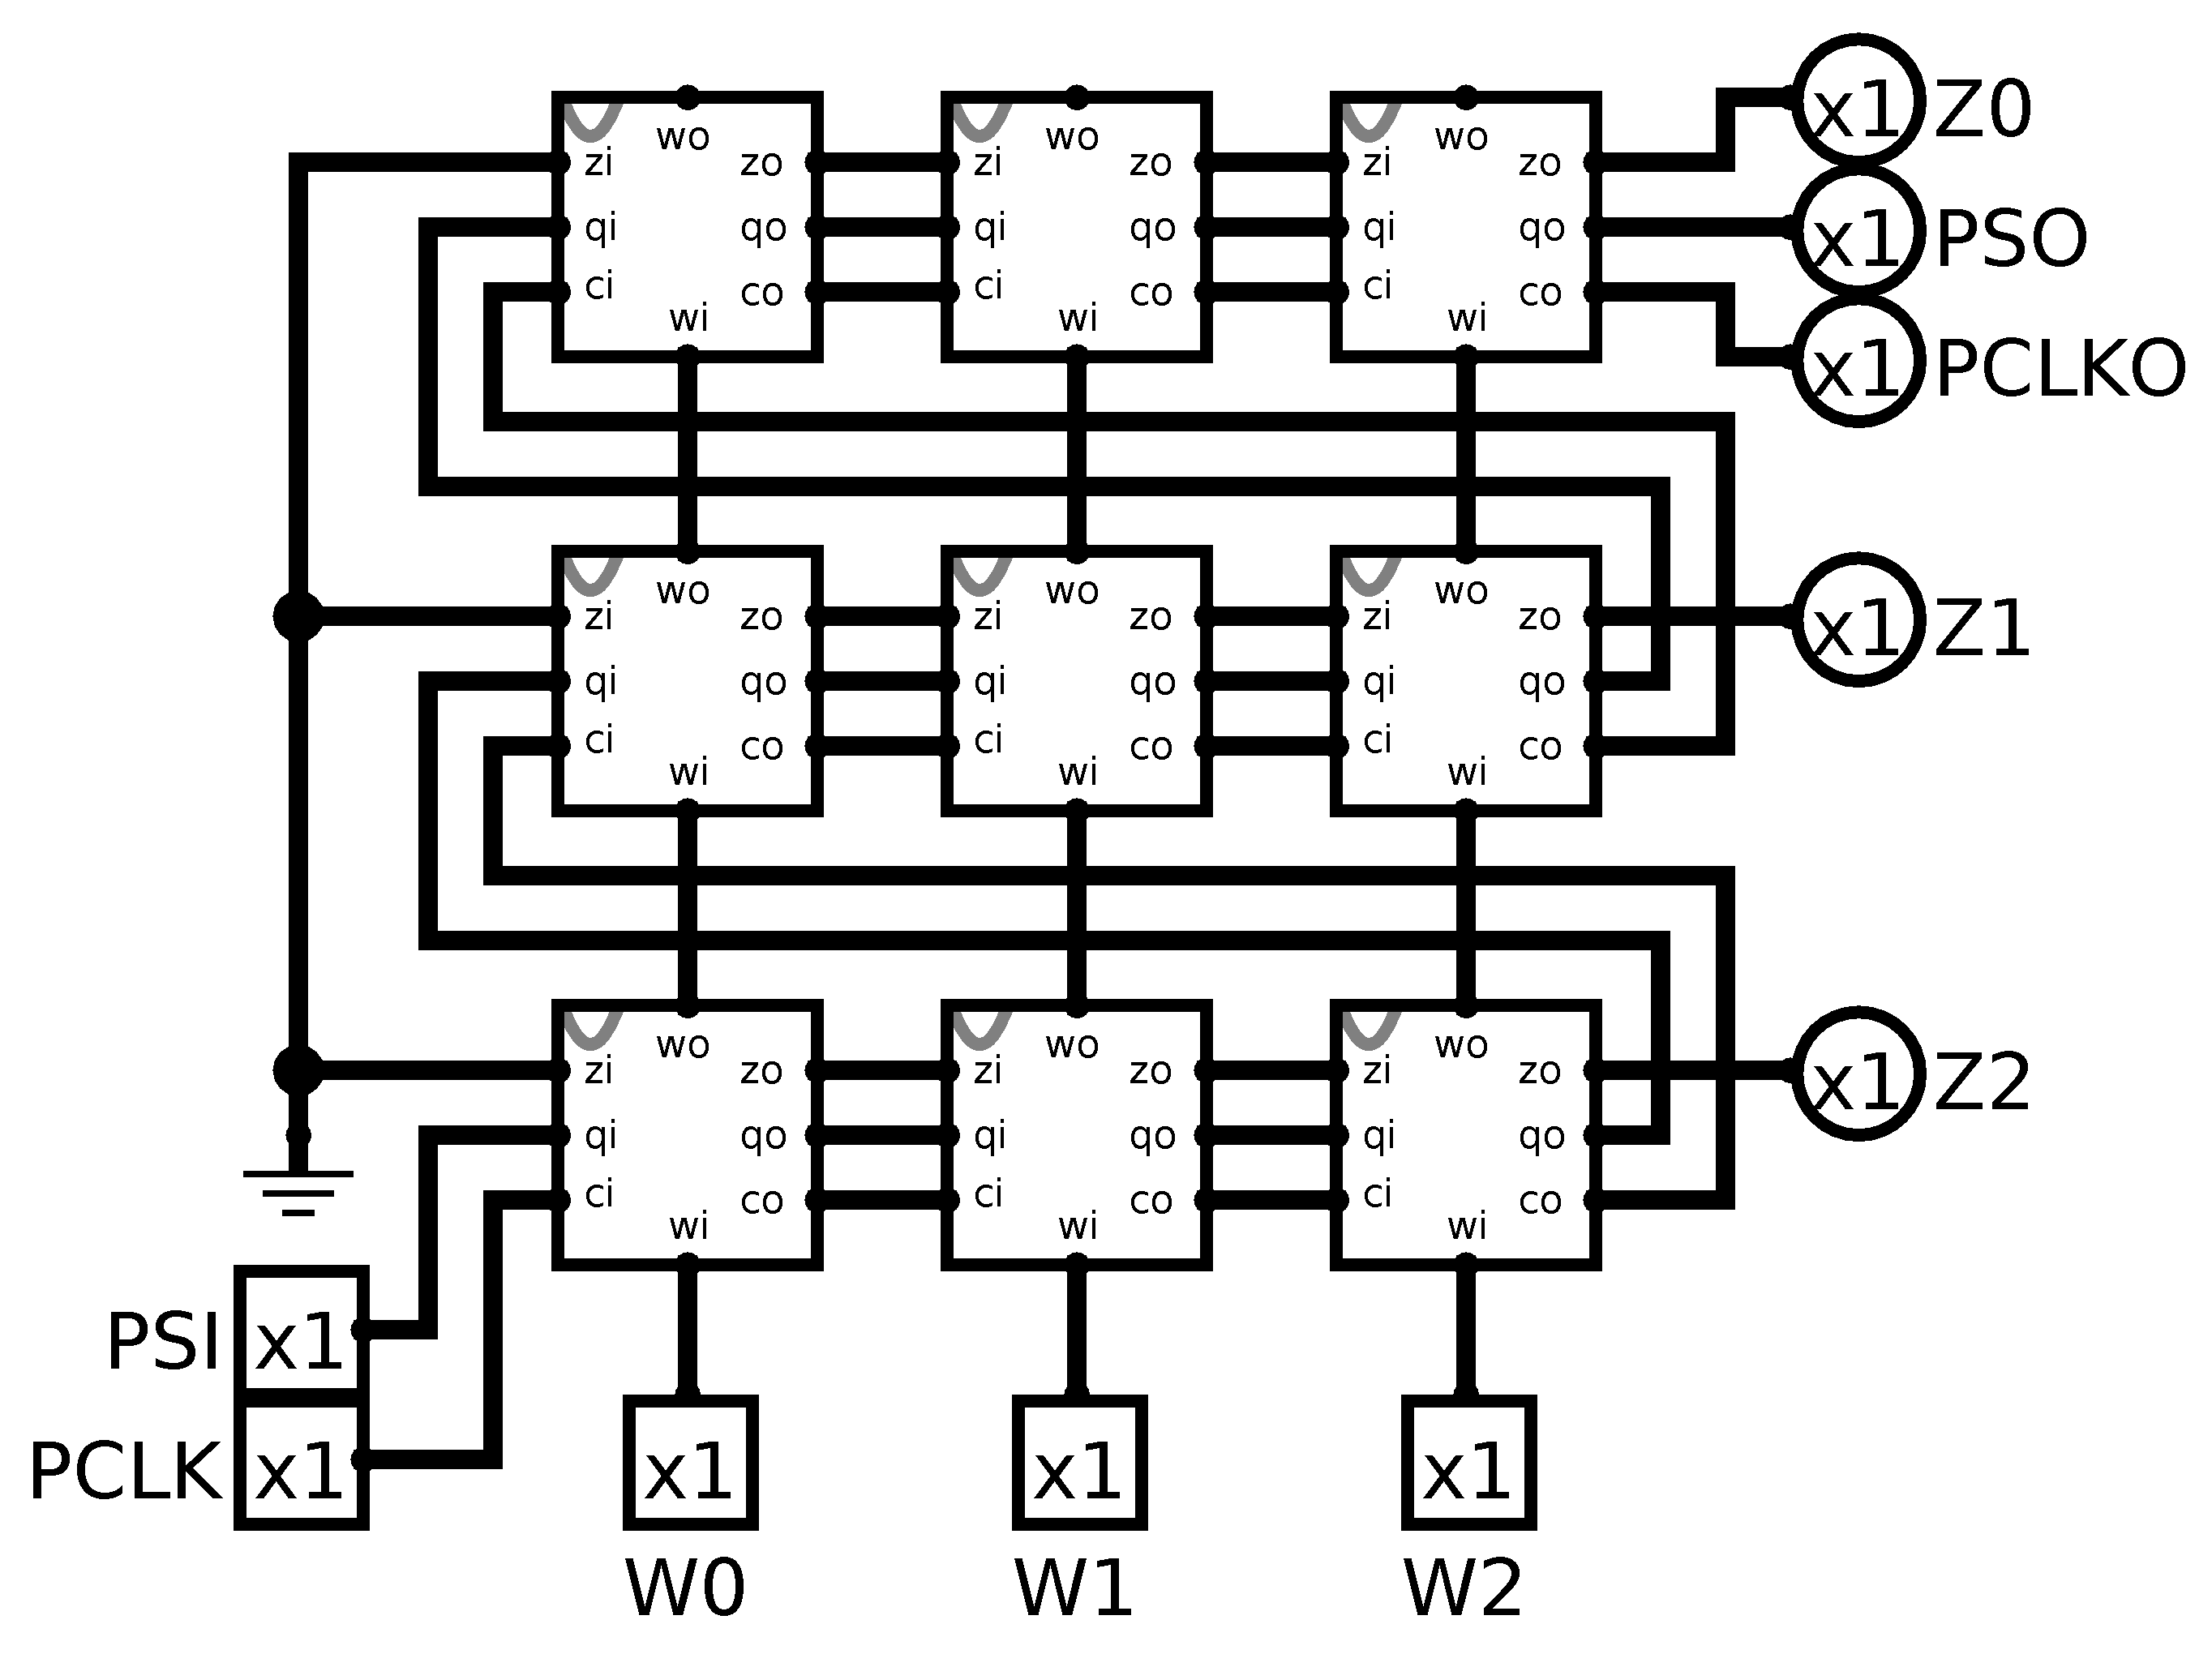 wo wo wo x1 Z0
zi zo zi zo zi zo
qi qo qi qo qi qo x1 PSO
ci co ci co ci co
wi wi wi x1 PCLKO
wo wo wo
zi zo zi zo zi zo x1 Z1
qi qo qi qo qi qo
ci co ci co ci co
wi wi wi
wo wo wo
zi zo zi zo zi zo x1 Z2
qi qo qi qo qi qo
ci co ci co ci co
wi wi wi
PSI x1
PCLK x1 x1 x1 x1
W0 W1 W2